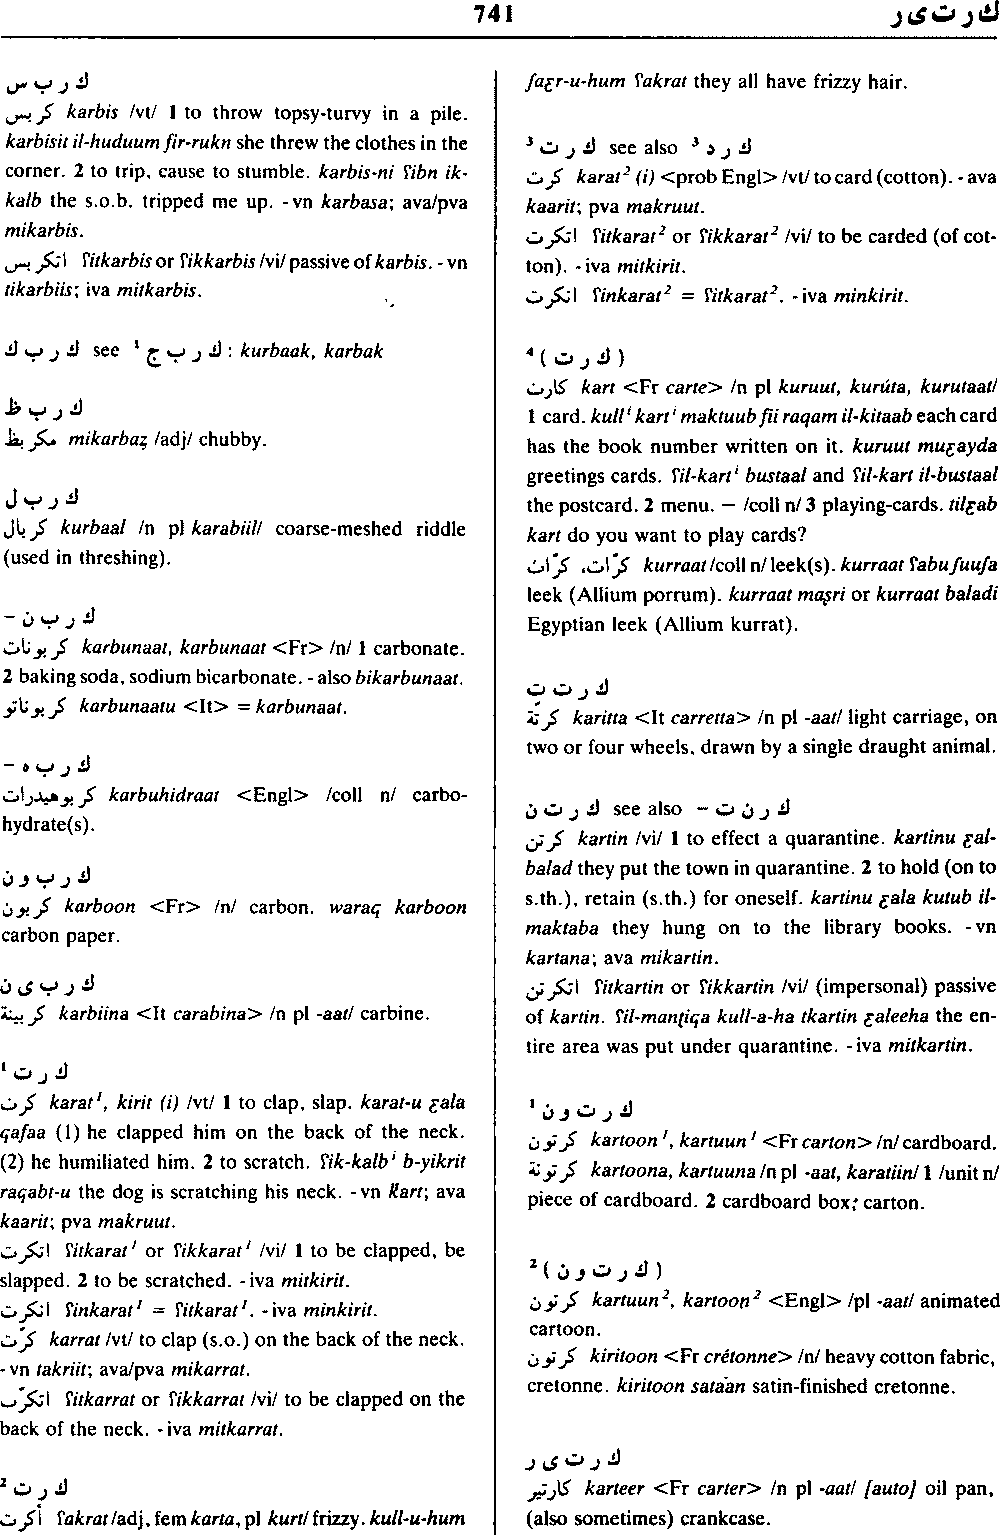 741 ك ر ت ی ر
ك ر ب س
كربس karbis /vt/ 1 to throw topsy-turvy in a pile.
karbisit il-huduum fir-rukn she threw the clothes in the
corner. 2 to trip, cause to stumble. karbis-ni ʕibn ik-
kalb the s.o.b. tripped me up. -vn karbasa; ava/pva
mikarbis.
اتكربس ʕitkarbis or ʕikkarbis /vi/ passive of karbis. -vn
tikarbiis; iva mitkarbis.
ك ر ب ك see ¹ ك ر ب ج : kurbaak, karbak
ك ر ب ظ
مكربظ mikarbaẓ /adj/ chubby.
ك ر ب ل
كربال kurbaal /n pl karabiil/ coarse-meshed riddle
(used in threshing).
ك ر ب ن –
كربونات karbunaat, karbunaat <Fr> /n/ 1 carbonate.
2 baking soda, sodium bicarbonate. -also bikarbunaat.
كربوناتو karbunaatu <It> = karbunaat.
ك ر ب ه –
كربوهيدرات karbuhidraat <Engl> /coll n/ carbo-
hydrate(s).
ك ر ب و ن
كربون karboon <Fr> /n/ carbon. waraq karboon
carbon paper.
ك ر ب ی ن
كربينة karbiina <It carabina> /n pl -aat/ carbine.
ك ر ت ¹
كرت karat¹, kirit (i) /vt/ 1 to clap, slap. karat-u ƹala
qafaa (1) he clapped him on the back of the neck.
(2) he humiliated him. 2 to scratch. ʕik-kalbⁱ b-yikrit
raqabt-u the dog is scratching his neck. -vn kart; ava
kaarit; pva makruut.
اتكرت ʕitkarat¹ or ʕikkarat¹ /vi/ 1 to be clapped, be
slapped. 2 to be scratched. -iva mitkirit.
انكرت ʕinkarat¹ = ʕitkarat¹. -iva minkirit.
كرّت karrat /vt/ to clap (s.o.) on the back of the neck.
-vn takriit; ava/pva mikarrat.
اتكرّت ʕitkarrat or ʕikkarrat /vi/ to be clapped on the
back of the neck. -iva mitkarrat.
ك ر ت ²
أكرت ʕakrat /adj, fem karta, pl kurt/ frizzy. kull-u-hum
ʃaƹr-u-hum ʕakrat they all have frizzy hair.
ك ر ت ³ see also ك ر د ³
كرت karat² (i) <prob Engl> /vt/ to card (cotton). -ava
kaarit; pva makruut.
اتكرت ʕitkarat² or ʕikkarat² /vi/ to be carded (of cot-
ton). -iva mitkirit.
انكرت ʕinkarat² = ʕitkarat². -iva minkirit.
(ك ر ت) ⁴
كارت kart <Fr carte> /n pl kuruut, kurúta, kurutaat/
1 card. kullⁱ kartⁱ maktuub fii raqam il-kitaab each card
has the book number written on it. kuruut muƹayda
greetings cards. ʕil-kartⁱ bustaal and ʕil-kart il-bustaal
the postcard. 2 menu. — /coll n/ 3 playing-cards. tilƹab
kart do you want to play cards?
كرّات، كرّاث kurraat /coll n/ leek(s). kurraat ʕabu ʃuuʃa
leek (Allium porrum). kurraat maṣri or kurraat baladi
Egyptian leek (Allium kurrat).
ك ر ت ت
كرتّة karitta <It carretta> /n pl -aat/ light carriage, on
two or four wheels, drawn by a single draught animal.
ك ر ت ن see also ك ر ن ت –
كرتن kartin /vi/ 1 to effect a quarantine. kartinu ƹal-
balad they put the town in quarantine. 2 to hold (on to
s.th.), retain (s.th.) for oneself. kartinu ƹala kutub il-
maktaba they hung on to the library books. -vn
kartana; ava mikartin.
اتكرتن ʕitkartin or ʕikkartin /vi/ (impersonal) passive
of kartin. ʕil-manṭiqa kull-a-ha tkartin ƹaleeha the en-
tire area was put under quarantine. -iva mitkartin.
ك ر ت و ن ¹
كرتون kartoon¹, kartuun¹ <Fr carton> /n/ cardboard.
كرتونة kartoona, kartuuna /n pl -aat, karatiin/ 1 /unit n/
piece of cardboard. 2 cardboard box; carton.
(ك ر ت و ن) ²
كرتون kartuun², kartoon² <Engl> /pl -aat/ animated
cartoon.
كرتون kiritoon <Fr crétonne> /n/ heavy cotton fabric,
cretonne. kiritoon sataan satin-finished cretonne.
ك ر ت ی ر
كارتير karteer <Fr carter> /n pl -aat/ [auto] oil pan,
(also sometimes) crankcase.